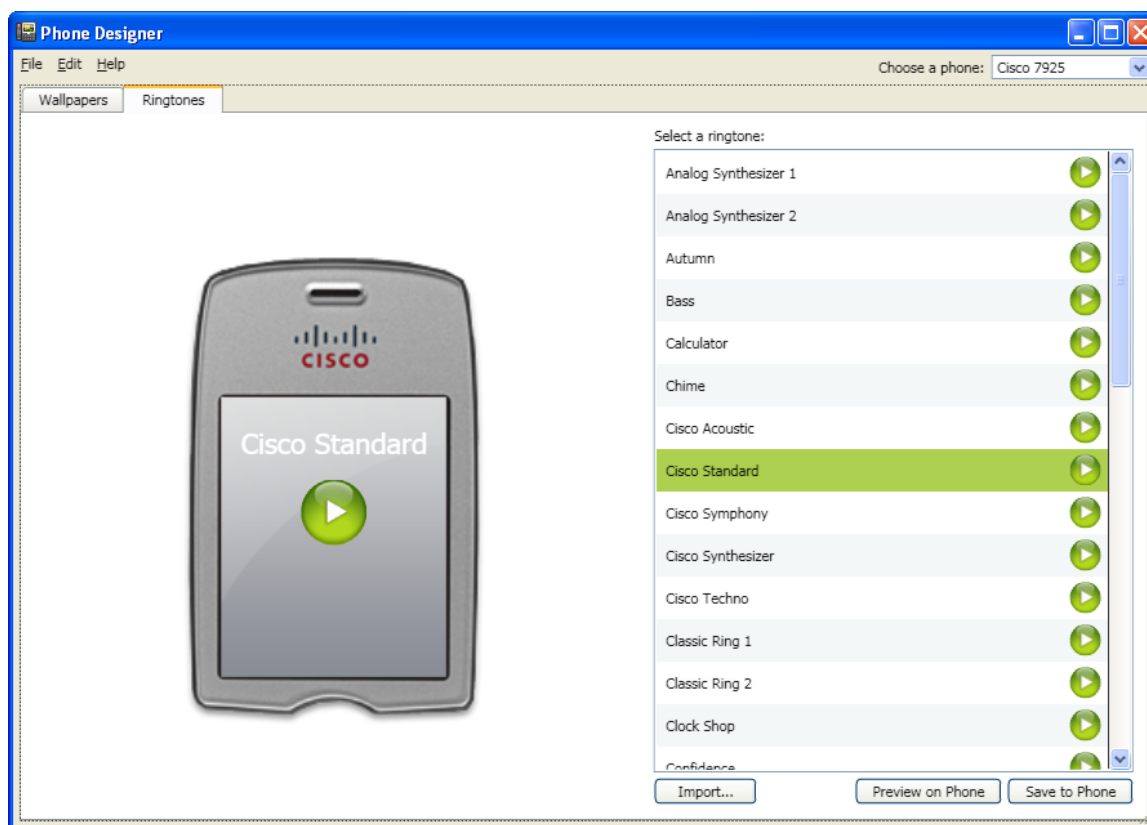 Phone Designer
File Edit Help
Choose a phone: Cisco 7925
Wallpapers Ringtones
Select a ringtone:
Analog Synthesizer 1
Analog Synthesizer 2
Autumn
Bass
Calculator
Chime
Cisco Acoustic
Cisco Standard
Cisco Symphony
Cisco Synthesizer
Cisco Techno
Classic Ring 1
Classic Ring 2
Clock Shop
Confidence
CISCO
Cisco Standard
Import...
Preview on Phone
Save to Phone